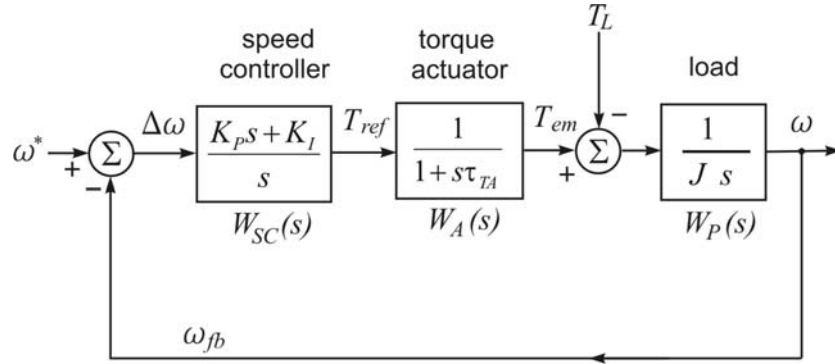 speed controller
torque actuator
T_L
load
ω*
+
−
Σ
Δω
K_P s + K_I
s
T_ref
1
1 + sτ_TA
T_em
−
+
Σ
1
J s
ω
W_SC(s)
W_A(s)
W_P(s)
ω_fb